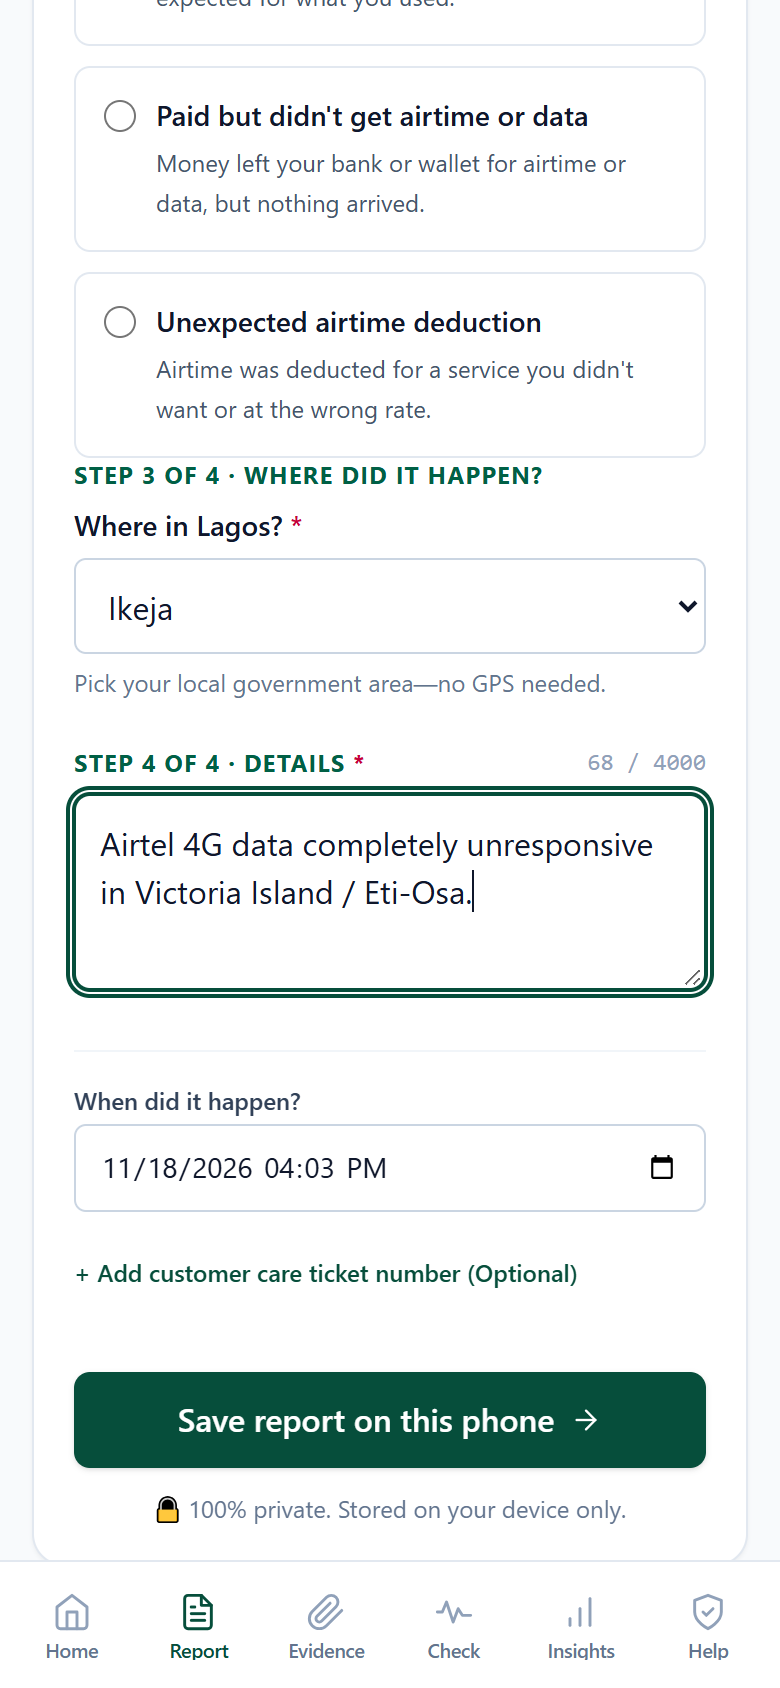 expected for what you used.
Paid but didn't get airtime or data
Money left your bank or wallet for airtime or
data, but nothing arrived.
Unexpected airtime deduction
Airtime was deducted for a service you didn't
want or at the wrong rate.
STEP 3 OF 4 · WHERE DID IT HAPPEN?
Where in Lagos? *
Ikeja
Pick your local government area—no GPS needed.
STEP 4 OF 4 · DETAILS *
68 / 4000
Airtel 4G data completely unresponsive
in Victoria Island / Eti-Osa.
When did it happen?
11/18/2026 04:03 PM
+ Add customer care ticket number (Optional)
Save report on this phone →
🔒 100% private. Stored on your device only.
Home
Report
Evidence
Check
Insights
Help